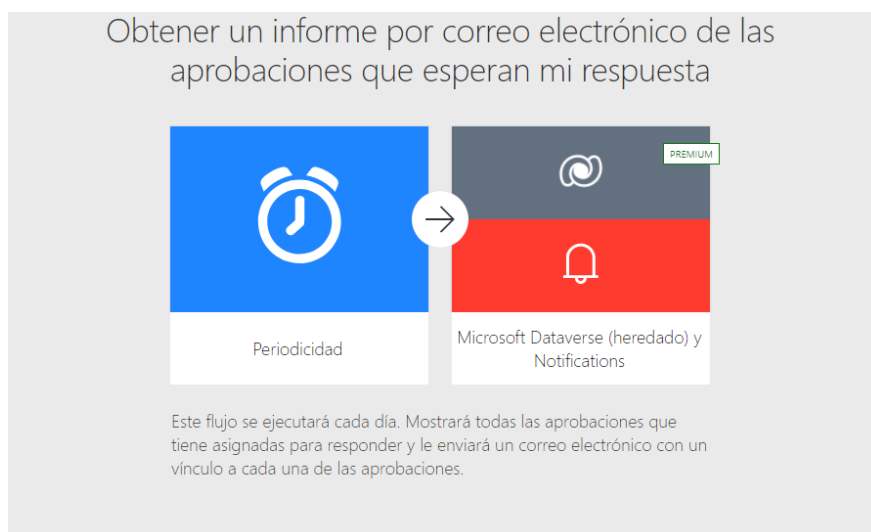 Obtener un informe por correo electrónico de las
aprobaciones que esperan mi respuesta
PREMIUM
Periodicidad
Microsoft Dataverse (heredado) y
Notifications
Este flujo se ejecutará cada día. Mostrará todas las aprobaciones que
tiene asignadas para responder y le enviará un correo electrónico con un
vínculo a cada una de las aprobaciones.